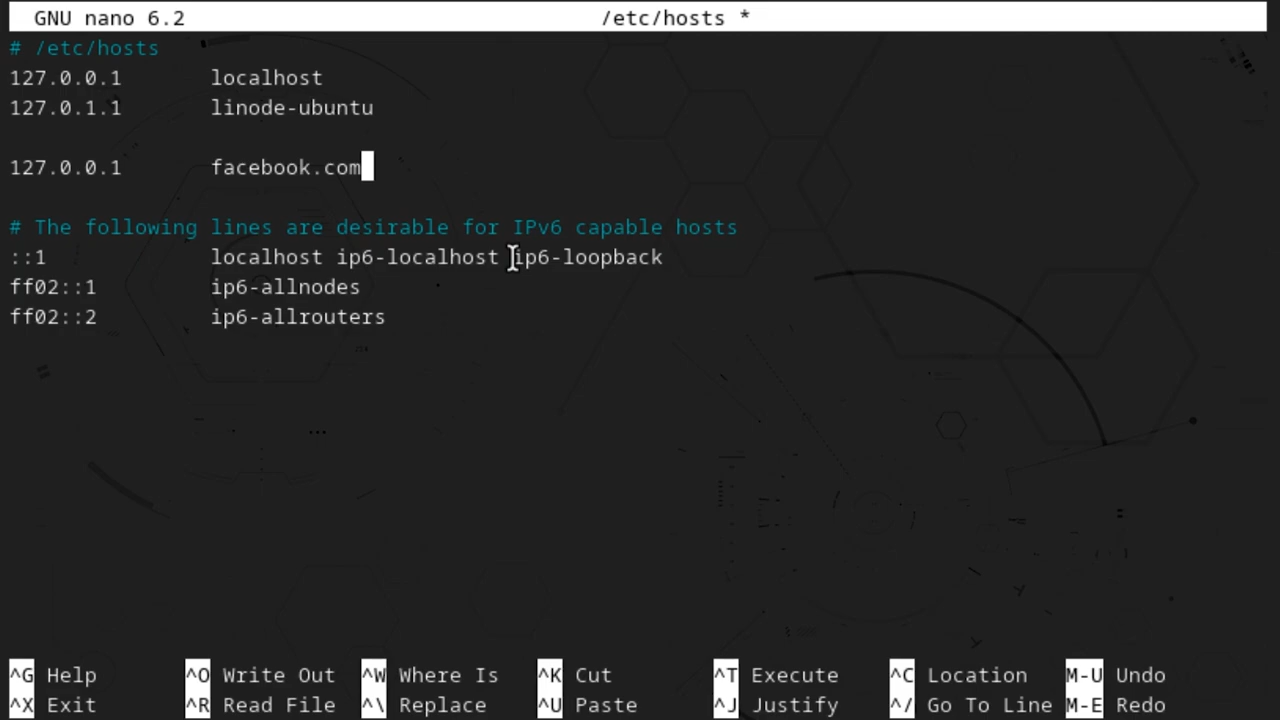 GNU nano 6.2 /etc/hosts *
# /etc/hosts
127.0.0.1 localhost
127.0.1.1 linode-ubuntu
127.0.0.1 facebook.com
# The following lines are desirable for IPv6 capable hosts
::1 localhost ip6-localhost ip6-loopback
ff02::1 ip6-allnodes
ff02::2 ip6-allrouters
^G Help ^O Write Out ^W Where Is ^K Cut ^T Execute ^C Location M-U Undo
^X Exit ^R Read File ^\ Replace ^U Paste ^J Justify ^/ Go To Line M-E Redo